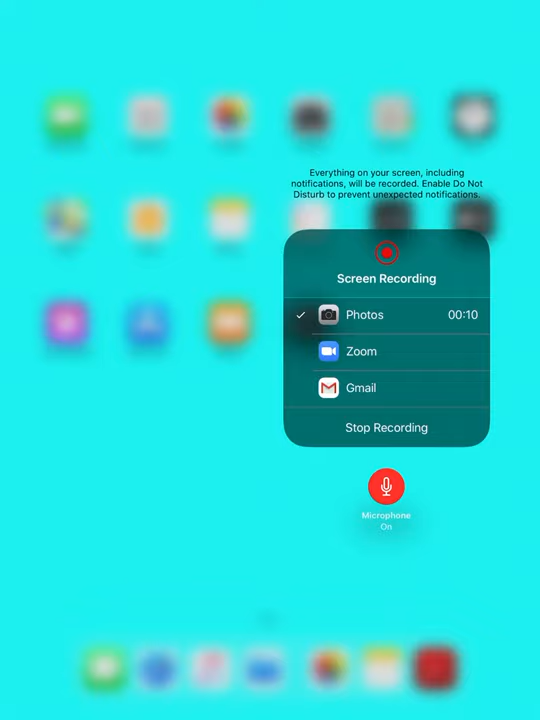 Everything on your screen, including
notifications, will be recorded. Enable Do Not
Disturb to prevent unexpected notifications.
Screen Recording
Photos 00:10
Zoom
Gmail
Stop Recording
Microphone
On